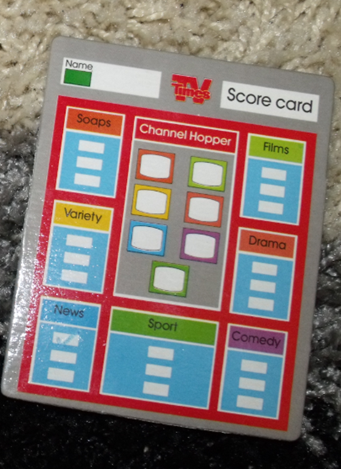 Name
TV
Times
Score card
Soaps
Channel Hopper
Films
Variety
Drama
News
Sport
Comedy